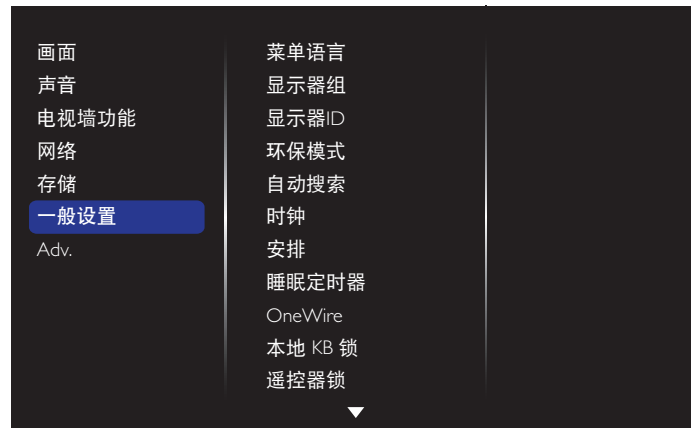 画面
声音
电视墙功能
网络
存储
一般设置
Adv.
菜单语言
显示器组
显示器ID
环保模式
自动搜索
时钟
安排
睡眠定时器
OneWire
本地 KB 锁
遥控器锁